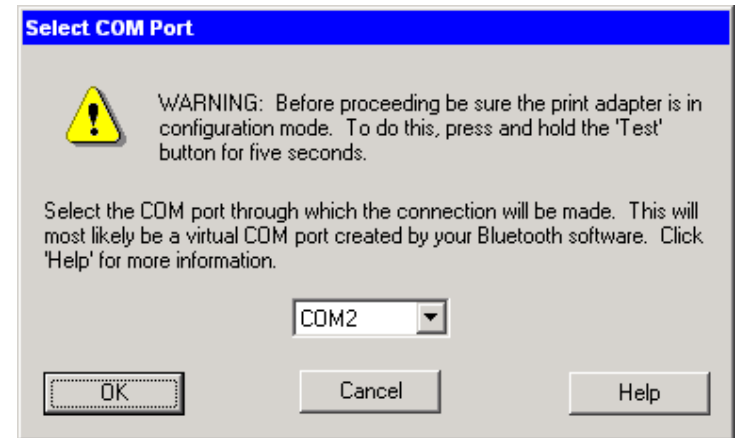 Select COM Port
WARNING: Before proceeding be sure the print adapter is in
configuration mode. To do this, press and hold the 'Test'
button for five seconds.
Select the COM port through which the connection will be made. This will
most likely be a virtual COM port created by your Bluetooth software. Click
'Help' for more information.
COM2
OK Cancel Help